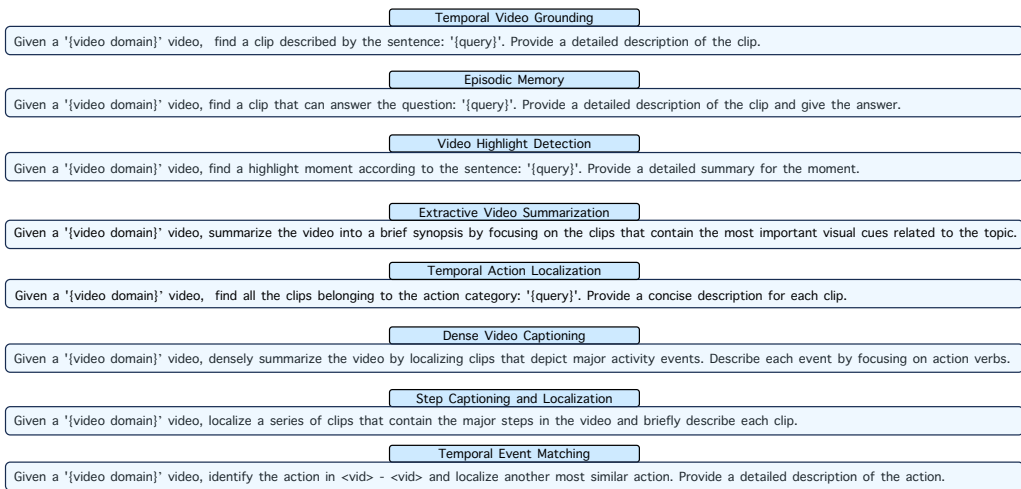 Temporal Video Grounding
Given a '{video domain}' video, find a clip described by the sentence: '{query}'. Provide a detailed description of the clip.
Episodic Memory
Given a '{video domain}' video, find a clip that can answer the question: '{query}'. Provide a detailed description of the clip and give the answer.
Video Highlight Detection
Given a '{video domain}' video, find a highlight moment according to the sentence: '{query}'. Provide a detailed summary for the moment.
Extractive Video Summarization
Given a '{video domain}' video, summarize the video into a brief synopsis by focusing on the clips that contain the most important visual cues related to the topic.
Temporal Action Localization
Given a '{video domain}' video, find all the clips belonging to the action category: '{query}'. Provide a concise description for each clip.
Dense Video Captioning
Given a '{video domain}' video, densely summarize the video by localizing clips that depict major activity events. Describe each event by focusing on action verbs.
Step Captioning and Localization
Given a '{video domain}' video, localize a series of clips that contain the major steps in the video and briefly describe each clip.
Temporal Event Matching
Given a '{video domain}' video, identify the action in <vid> - <vid> and localize another most similar action. Provide a detailed description of the action.